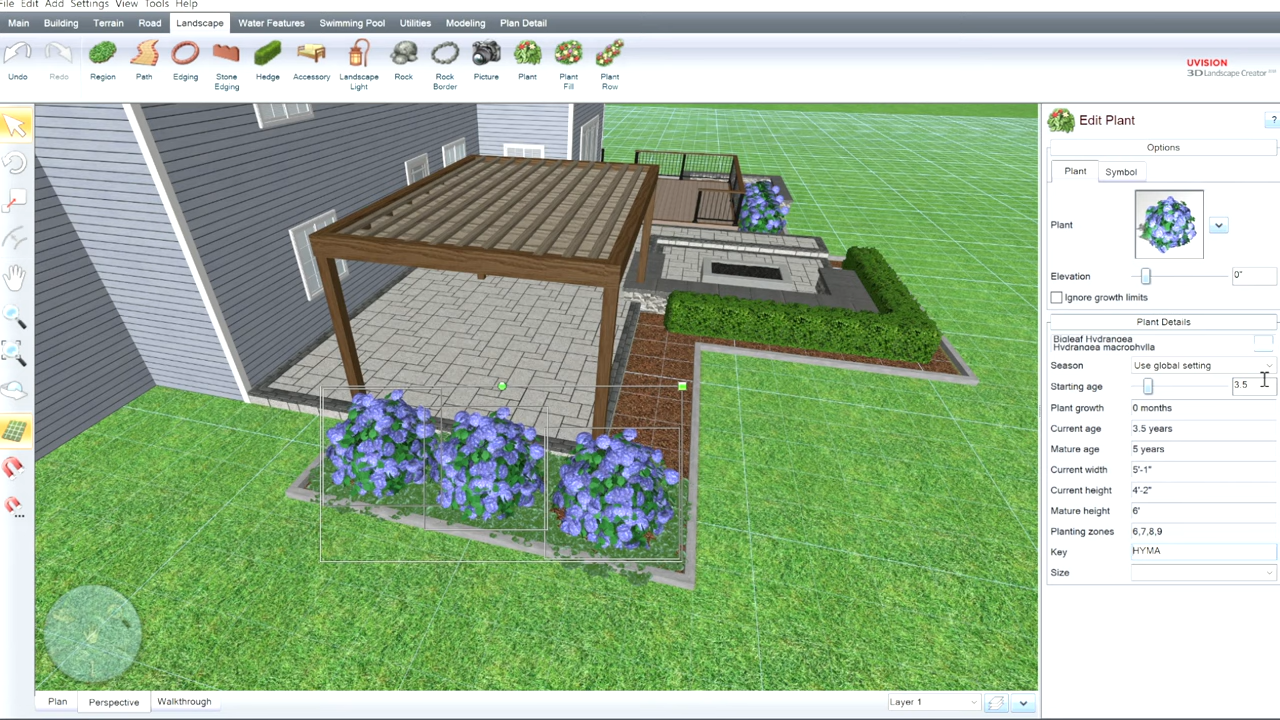 File Edit Add Settings View Tools Help
Main Building Terrain Road Landscape Water Features Swimming Pool Utilities Modeling Plan Detail
Undo Redo Region Path Edging Stone Edging Hedge Accessory Landscape Light Rock Rock Border Picture Plant Plant Fill Plant Row
UVISION
3D Landscape Creator
Edit Plant ?
Options
Plant Symbol
Plant
Elevation 0"
Ignore growth limits
Plant Details
Bigleaf Hydrangea
Hydrangea macrophylla
Season Use global setting
Starting age 3.5
Plant growth 0 months
Current age 3.5 years
Mature age 5 years
Current width 5'-1"
Current height 4'-2"
Mature height 6'
Planting zones 6,7,8,9
Key HYMA
Size
Plan Perspective Walkthrough Layer 1